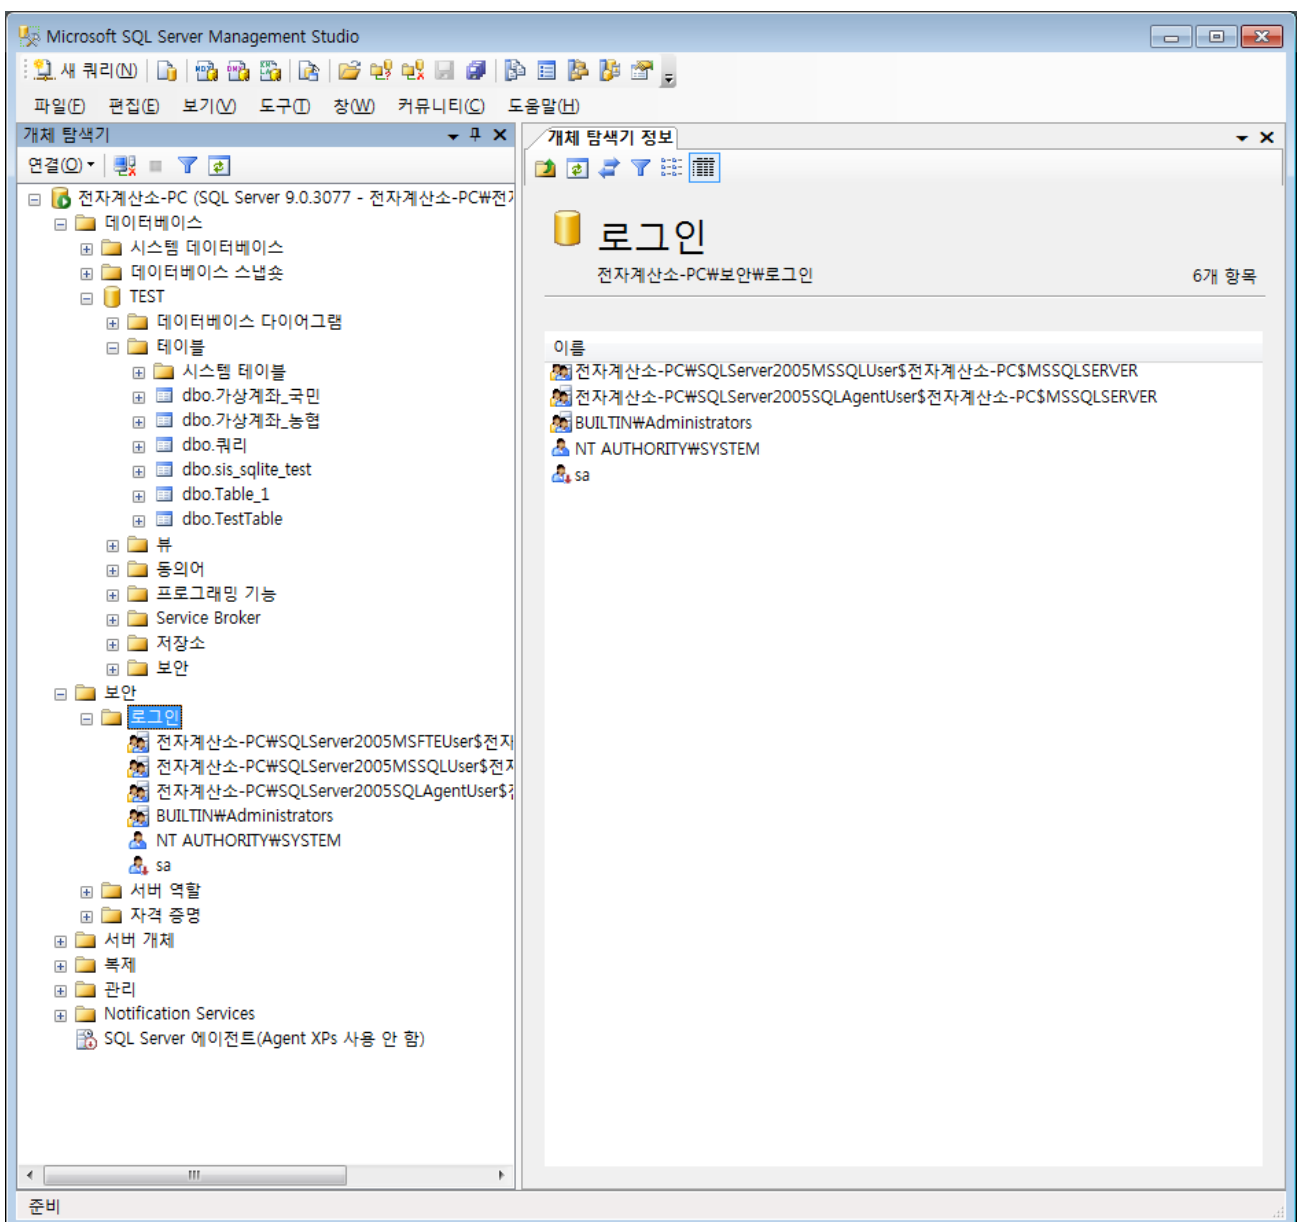 Microsoft SQL Server Management Studio
새 쿼리(N)
파일(F) 편집(E) 보기(V) 도구(T) 창(W) 커뮤니티(C) 도움말(H)
개체 탐색기
연결(O)
전자계산소-PC (SQL Server 9.0.3077 - 전자계산소-PC₩전
데이터베이스
시스템 데이터베이스
데이터베이스 스냅숏
TEST
데이터베이스 다이어그램
테이블
시스템 테이블
dbo.가상계좌_국민
dbo.가상계좌_농협
dbo.쿼리
dbo.sis_sqlite_test
dbo.Table_1
dbo.TestTable
뷰
동의어
프로그래밍 기능
Service Broker
저장소
보안
보안
로그인
전자계산소-PC₩SQLServer2005MSFTEUser$전자
전자계산소-PC₩SQLServer2005MSSQLUser$전자
전자계산소-PC₩SQLServer2005SQLAgentUser$
BUILTIN₩Administrators
NT AUTHORITY₩SYSTEM
sa
서버 역할
자격 증명
서버 개체
복제
관리
Notification Services
SQL Server 에이전트(Agent XPs 사용 안 함)
개체 탐색기 정보
로그인
전자계산소-PC₩보안₩로그인
6개 항목
이름
전자계산소-PC₩SQLServer2005MSSQLUser$전자계산소-PC$MSSQLSERVER
전자계산소-PC₩SQLServer2005SQLAgentUser$전자계산소-PC$MSSQLSERVER
BUILTIN₩Administrators
NT AUTHORITY₩SYSTEM
sa
준비